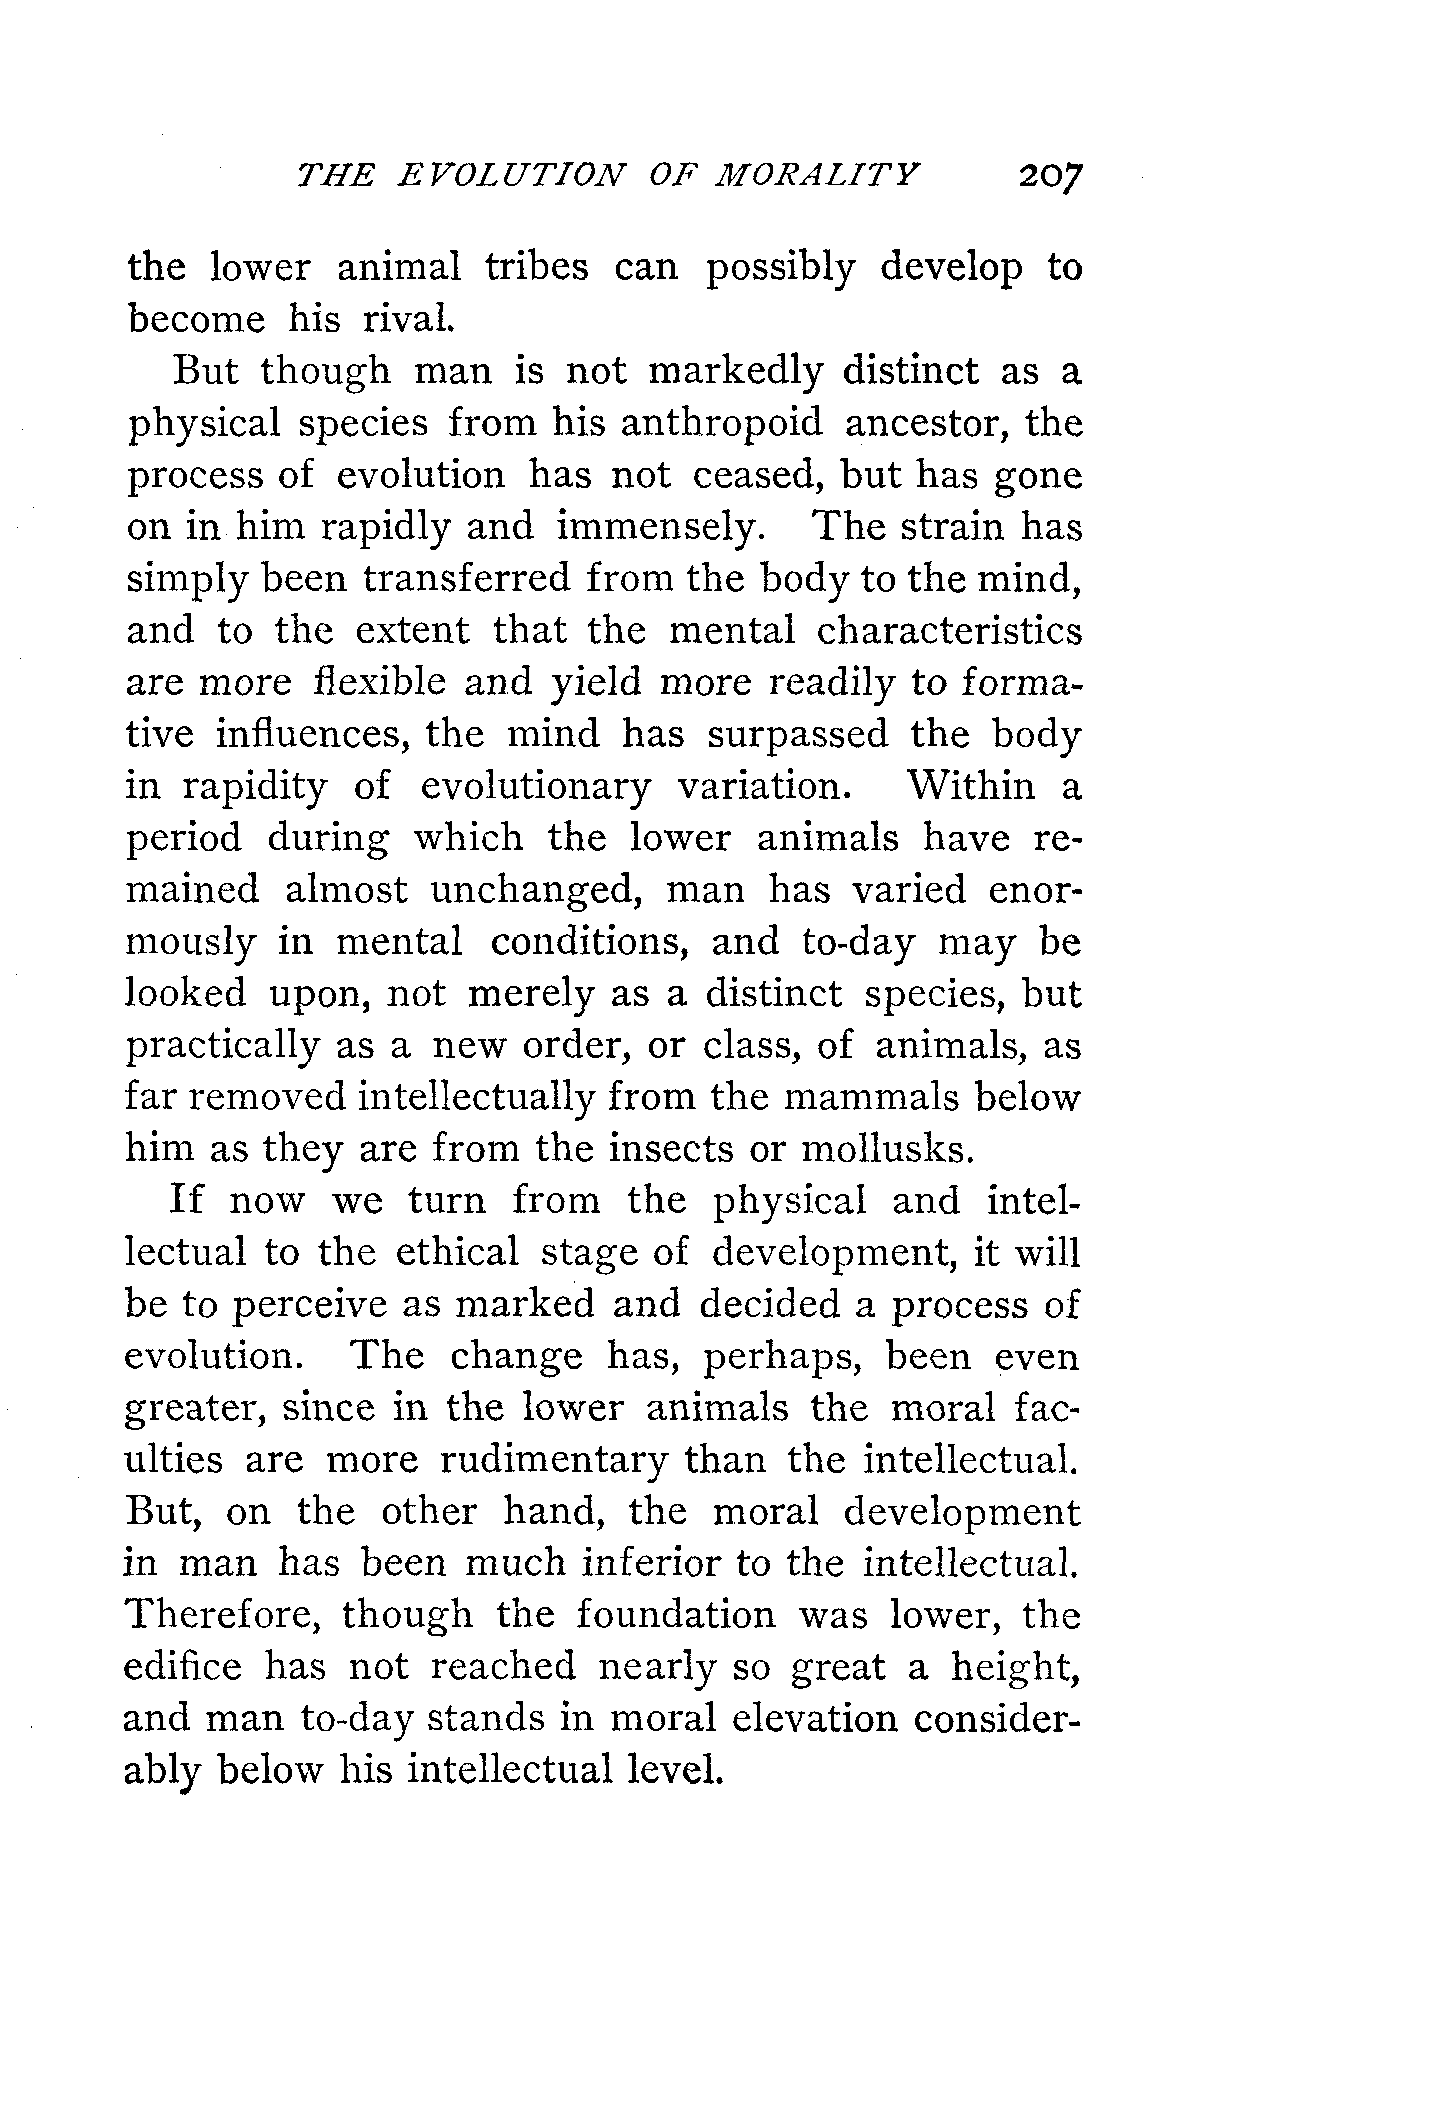 THE EVOLUTION OF MORALITY 207
the lower animal tribes can possibly develop to
become his rival.
But though man is not markedly distinct as a
physical species from his anthropoid ancestor, the
process of evolution has not ceased, but has gone
on in him rapidly and immensely. The strain has
simply been transferred from the body to the mind,
and to the extent that the mental characteristics
are more flexible and yield more readily to forma-
tive influences, the mind has surpassed the body
in rapidity of evolutionary variation. Within a
period during which the lower animals have re-
mained almost unchanged, man has varied enor-
mously in mental conditions, and to-day may be
looked upon, not merely as a distinct species, but
practically as a new order, or class, of animals, as
far removed intellectually from the mammals below
him as they are from the insects or mollusks.
If now we turn from the physical and intel-
lectual to the ethical stage of development, it will
be to perceive as marked and decided a process of
evolution. The change has, perhaps, been even
greater, since in the lower animals the moral fac-
ulties are more rudimentary than the intellectual.
But, on the other hand, the moral development
in man has been much inferior to the intellectual.
Therefore, though the foundation was lower, the
edifice has not reached nearly so great a height,
and man to-day stands in moral elevation consider-
ably below his intellectual level.